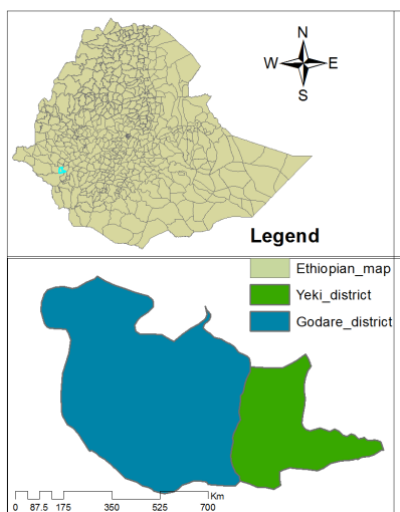 N
W E
S
Legend
Ethiopian_map
Yeki_district
Godare_district
Km
0 87.5 175 350 525 700